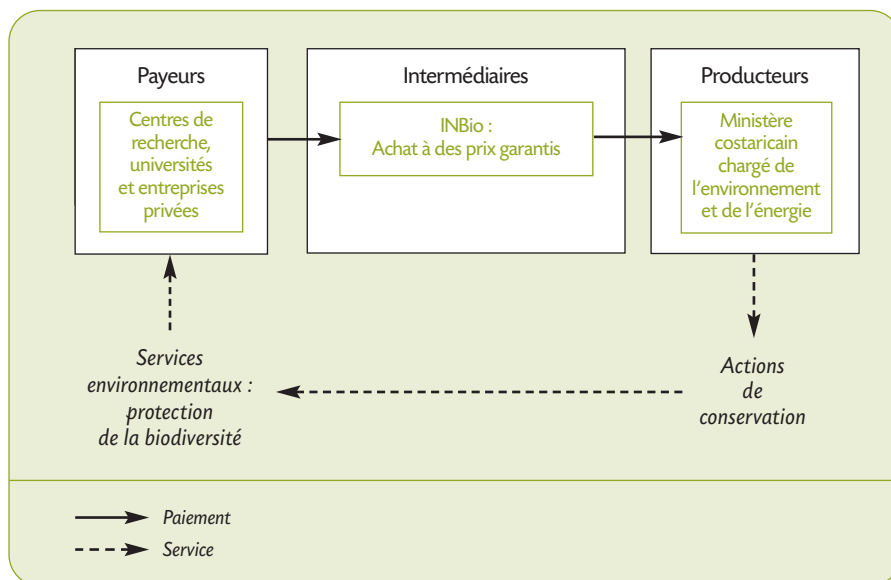 Payeurs
Centres de
recherche,
universités
et entreprises
privées
Intermédiaires
INBio :
Achat à des prix garantis
Producteurs
Ministère
costaricain
chargé de
l'environnement
et de l'énergie
Services
environnementaux :
protection
de la biodiversité
Actions
de
conservation
Paiement
Service